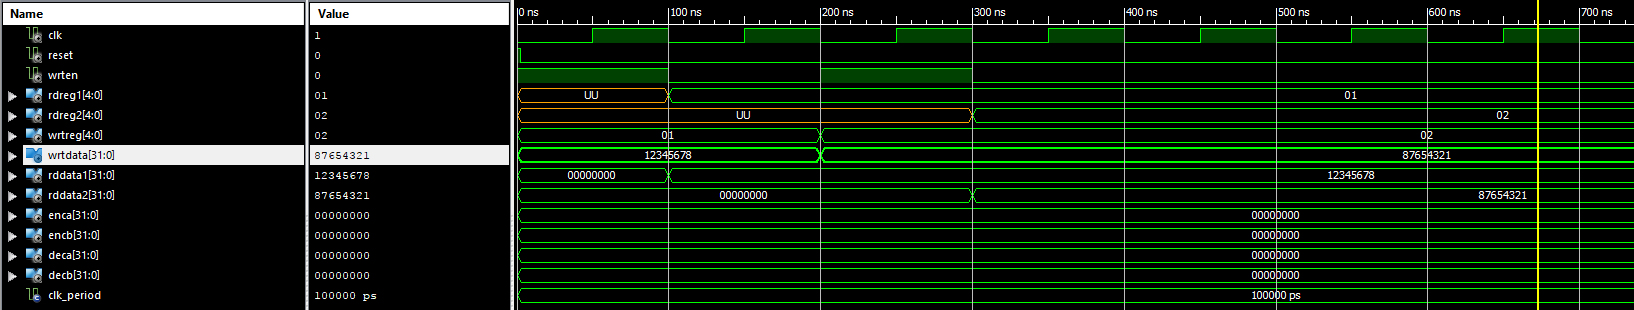 Name Value 0 ns 100 ns 200 ns 300 ns 400 ns 500 ns 600 ns 700 ns
clk 1
reset 0
wrten 0
rdreg1[4:0] 01 UU 01
rdreg2[4:0] 02 UU 02
wrtreg[4:0] 02 01 02
wrtdata[31:0] 87654321 12345678 87654321
rddata1[31:0] 12345678 00000000 12345678
rddata2[31:0] 87654321 00000000 87654321
enca[31:0] 00000000 00000000
encb[31:0] 00000000 00000000
deca[31:0] 00000000 00000000
decb[31:0] 00000000 00000000
clk_period 100000 ps 100000 ps